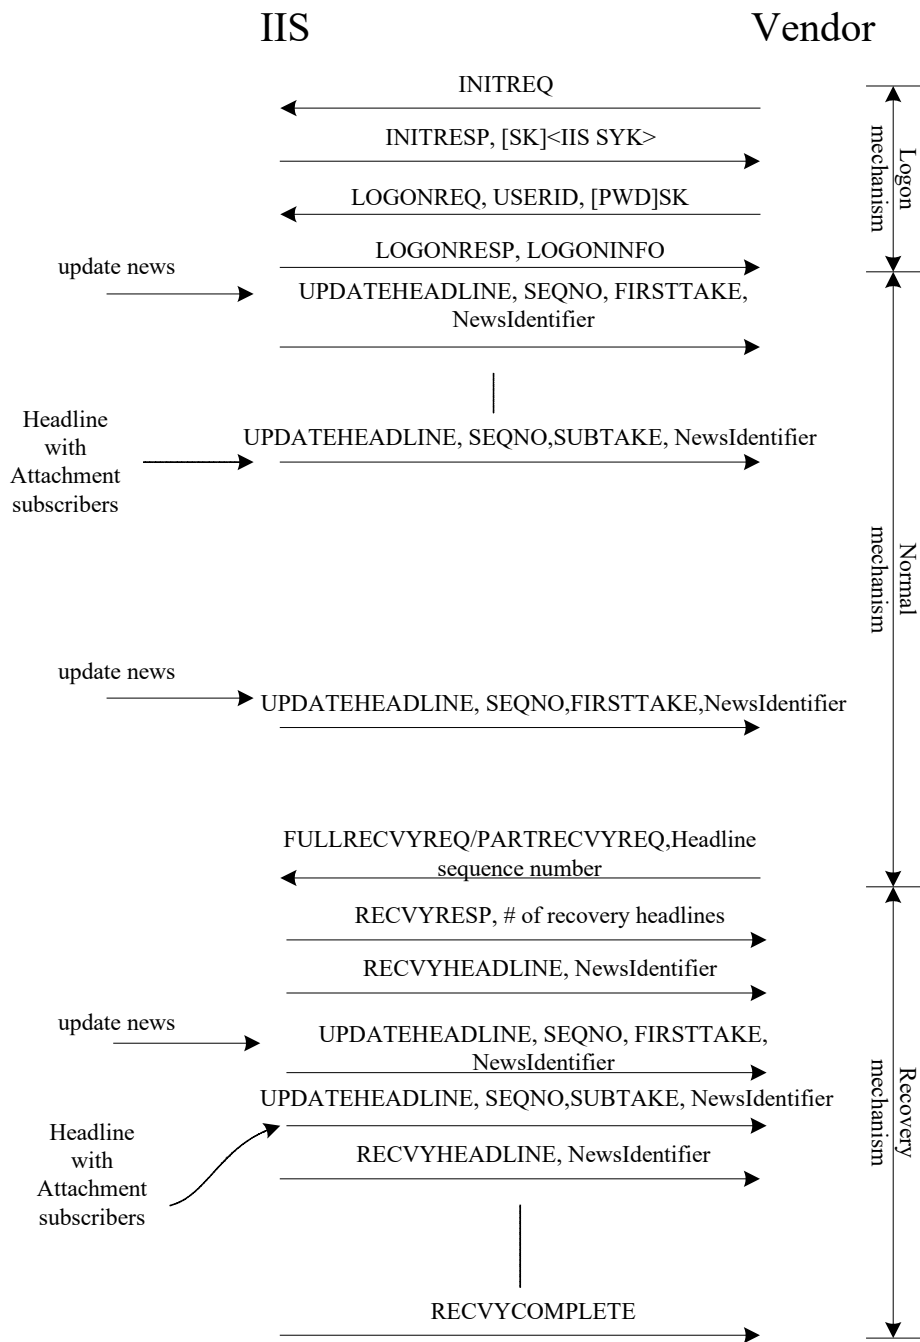 IIS
Vendor
INITREQ
INITRESP, [SK]<IIS SYK>
LOGONREQ, USERID, [PWD]SK
LOGONRESP, LOGONINFO
Logon
mechanism
update news
UPDATEHEADLINE, SEQNO, FIRSTTAKE,
NewsIdentifier
Headline
with
Attachment
subscribers
UPDATEHEADLINE, SEQNO,SUBTAKE, NewsIdentifier
Normal
mechanism
update news
UPDATEHEADLINE, SEQNO,FIRSTTAKE,NewsIdentifier
FULLRECVYREQ/PARTRECVYREQ,Headline
sequence number
RECVYRESP, # of recovery headlines
RECVYHEADLINE, NewsIdentifier
update news
UPDATEHEADLINE, SEQNO, FIRSTTAKE,
NewsIdentifier
UPDATEHEADLINE, SEQNO,SUBTAKE, NewsIdentifier
Headline
with
Attachment
subscribers
RECVYHEADLINE, NewsIdentifier
Recovery
mechanism
RECVYCOMPLETE